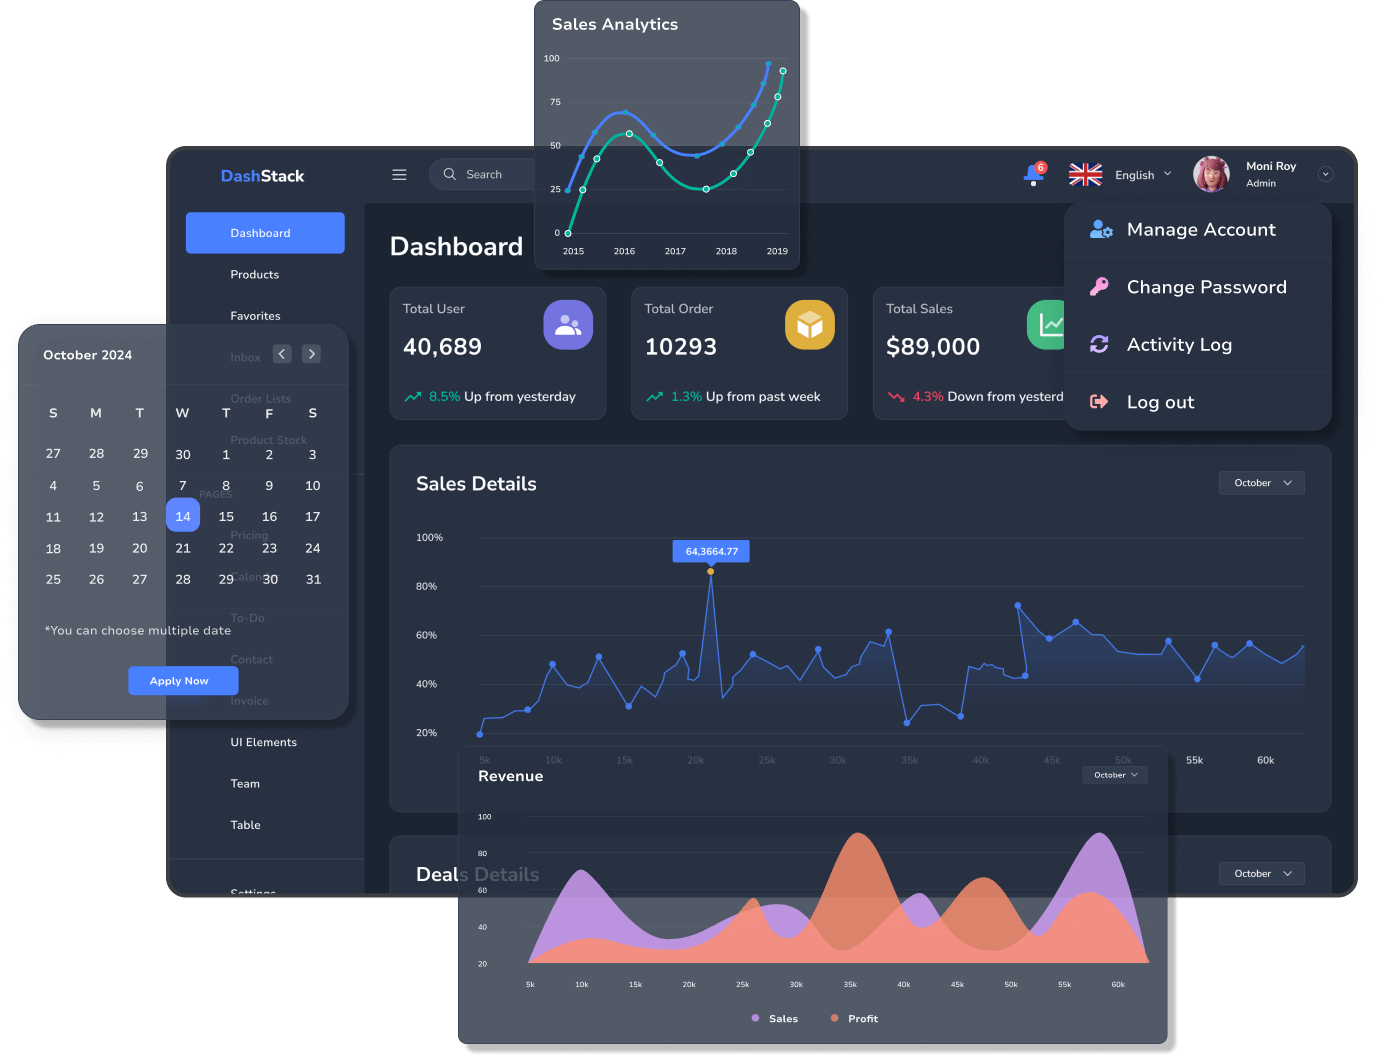 Sales Analytics
100
75
50
25
0
2015 2016 2017 2018 2019
DashStack
Search
6
English
Moni Roy
Admin
Manage Account
Change Password
Activity Log
Log out
Dashboard
Products
Favorites
Inbox
Order Lists
Product Stock
PAGES
Pricing
Calendar
To-Do
Contact
Invoice
UI Elements
Team
Table
Settings
October 2024
S M T W T F S
27 28 29 30 1 2 3
4 5 6 7 8 9 10
11 12 13 14 15 16 17
18 19 20 21 22 23 24
25 26 27 28 29 30 31
*You can choose multiple date
Apply Now
Dashboard
Total User
40,689
8.5% Up from yesterday
Total Order
10293
1.3% Up from past week
Total Sales
$89,000
4.3% Down from yesterd
Sales Details
October
100%
80%
60%
40%
20%
64,3664.77
5k 10k 15k 20k 25k 30k 35k 40k 45k 50k 55k 60k
Deals Details
October
Revenue
October
100
80
60
40
20
5k 10k 15k 20k 25k 30k 35k 40k 45k 50k 55k 60k
Sales Profit